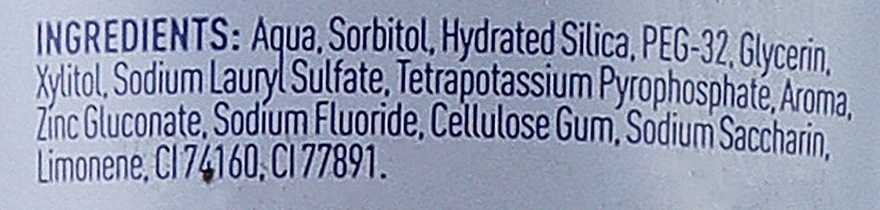 INGREDIENTS: Aqua, Sorbitol, Hydrated Silica, PEG-32, Glycerin,
Xylitol, Sodium Lauryl Sulfate, Tetrapotassium Pyrophosphate, Aroma,
Zinc Gluconate, Sodium Fluoride, Cellulose Gum, Sodium Saccharin,
Limonene, CI 74160, CI 77891.